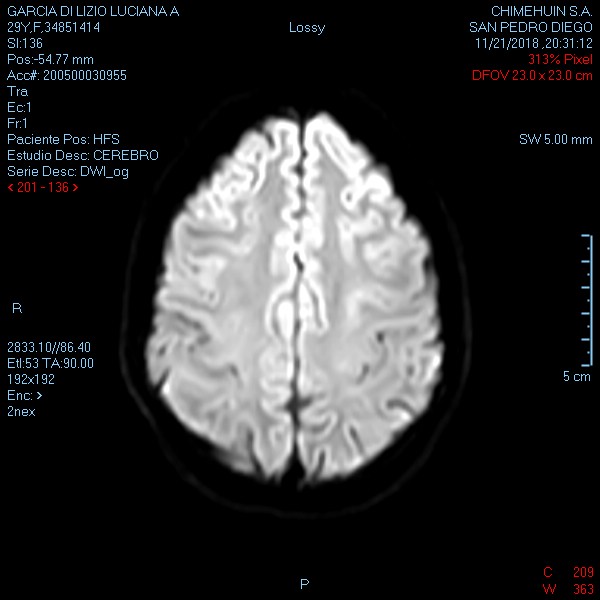 GARCIA DI LIZIO LUCIANA A
29Y,F,34851414
Sl:136
Pos:-54.77 mm
Acc#: 200500030955
Tra
Ec:1
Fr:1
Paciente Pos: HFS
Estudio Desc: CEREBRO
Serie Desc: DWI_og
< 201 - 136 >
Lossy
CHIMEHUIN S.A.
SAN PEDRO DIEGO
11/21/2018 ,20:31:12
313% Pixel
DFOV 23.0 x 23.0 cm
SW 5.00 mm
R
5 cm
2833.10//86.40
Etl:53 TA:90.00
192x192
Enc: >
2nex
P
C 209
W 363